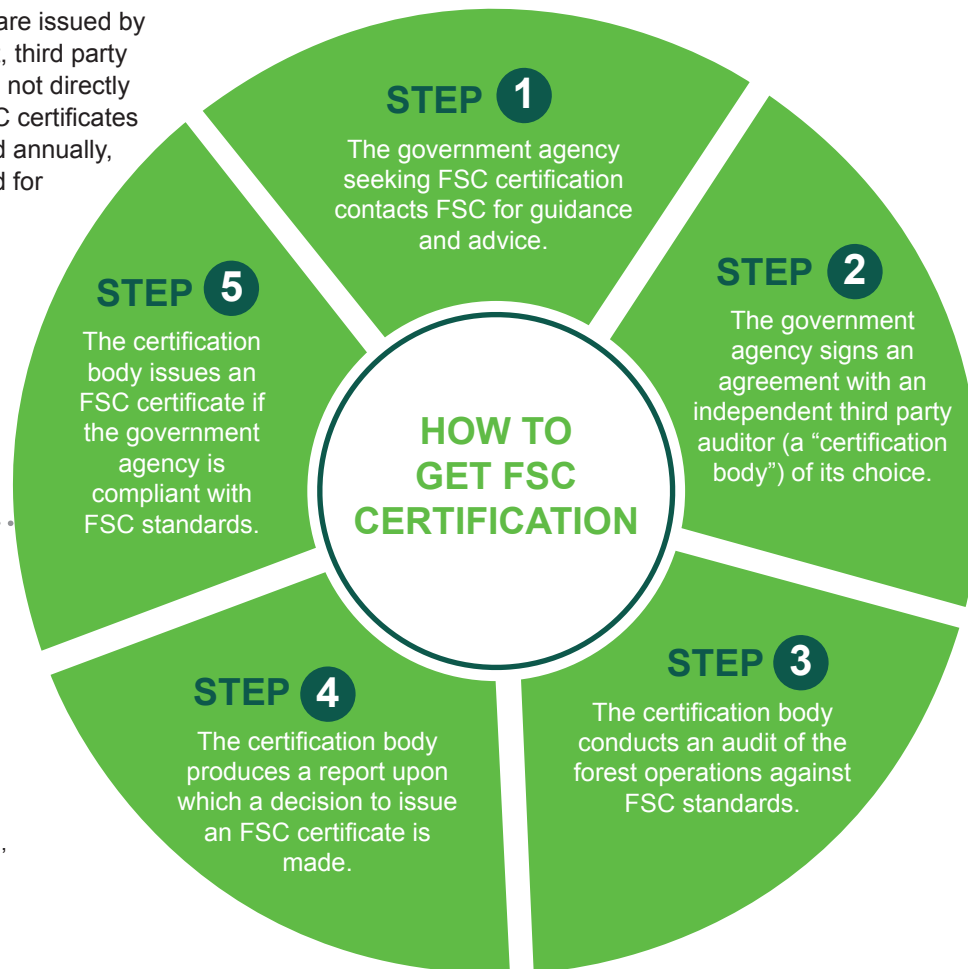 are issued by
, third party
not directly
C certificates
d annually,
d for
STEP 1
The government agency
seeking FSC certification
contacts FSC for guidance
and advice.
STEP 2
The government
agency signs an
agreement with an
independent third party
auditor (a “certification
body”) of its choice.
STEP 3
The certification body
conducts an audit of the
forest operations against
FSC standards.
STEP 4
The certification body
produces a report upon
which a decision to issue
an FSC certificate is
made.
STEP 5
The certification
body issues an
FSC certificate if
the government
agency is
compliant with
FSC standards.
HOW TO
GET FSC
CERTIFICATION
,